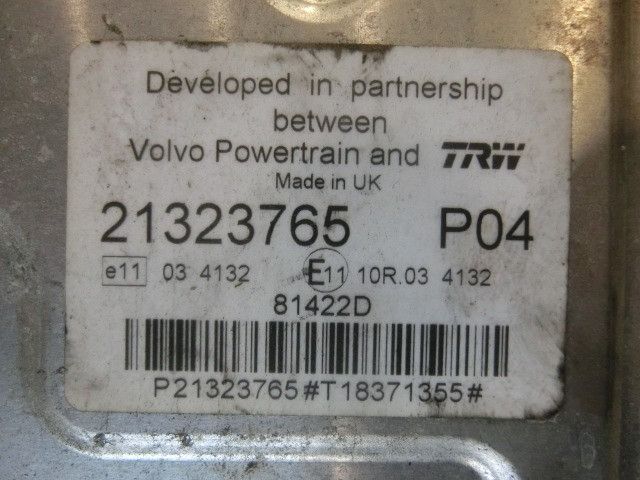 Developed in partnership
between
Volvo Powertrain and TRW
Made in UK
21323765 P04
e11 03 4132 E11 10R.03 4132
81422D
P21323765#T18371355#